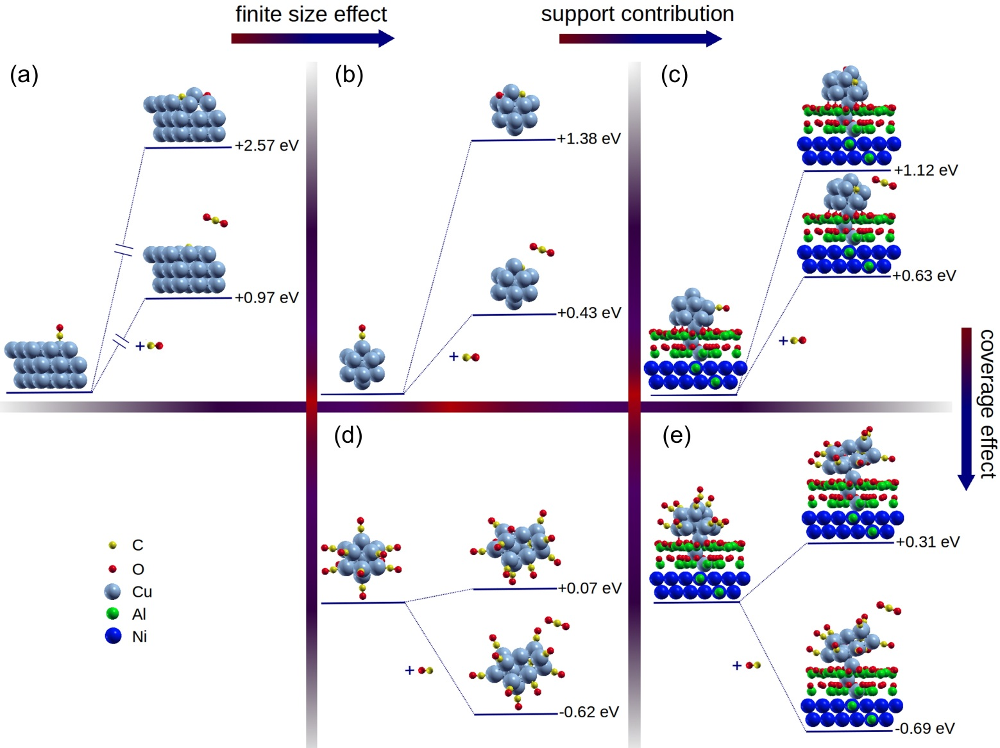 finite size effect
support contribution
(a)
(b)
(c)
+2.57 eV
+1.38 eV
+1.12 eV
+0.97 eV
+0.43 eV
+0.63 eV
+
+
+
coverage effect
(d)
(e)
+0.07 eV
+0.31 eV
+
+
-0.62 eV
-0.69 eV
C
O
Cu
Al
Ni